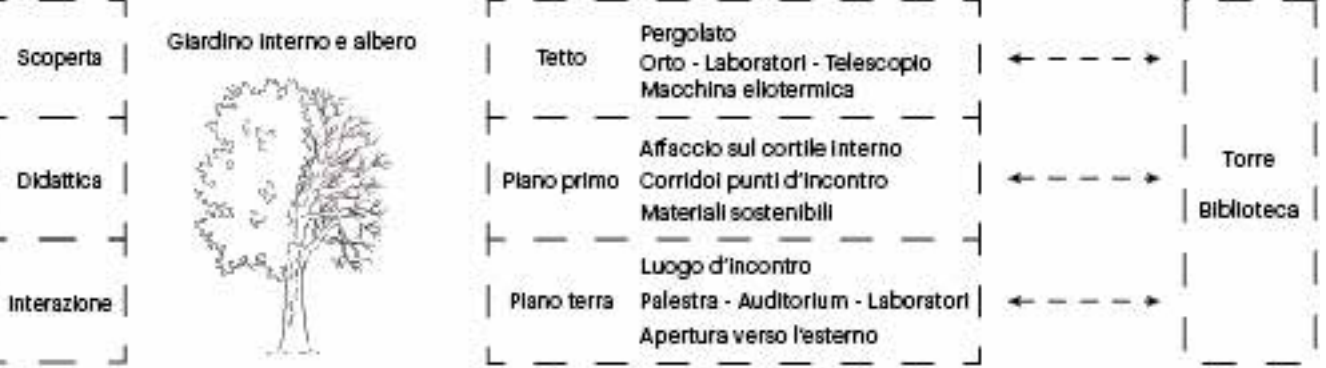 Scoperta
Didattica
Interazione
Giardino interno e albero
Tetto
Pergolato
Orto - Laboratori - Telescopio
Macchina eliotermica
Piano primo
Affaccio sul cortile interno
Corridoi punti d'incontro
Materiali sostenibili
Piano terra
Luogo d'incontro
Palestra - Auditorium - Laboratori
Apertura verso l'esterno
Torre
Biblioteca